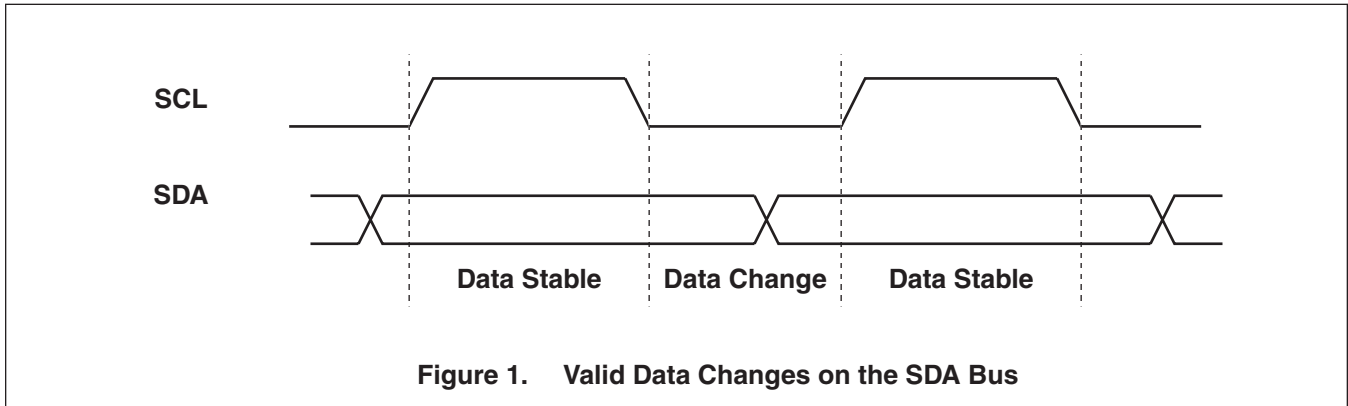 SCL
SDA
Data Stable Data Change Data Stable
Figure 1. Valid Data Changes on the SDA Bus